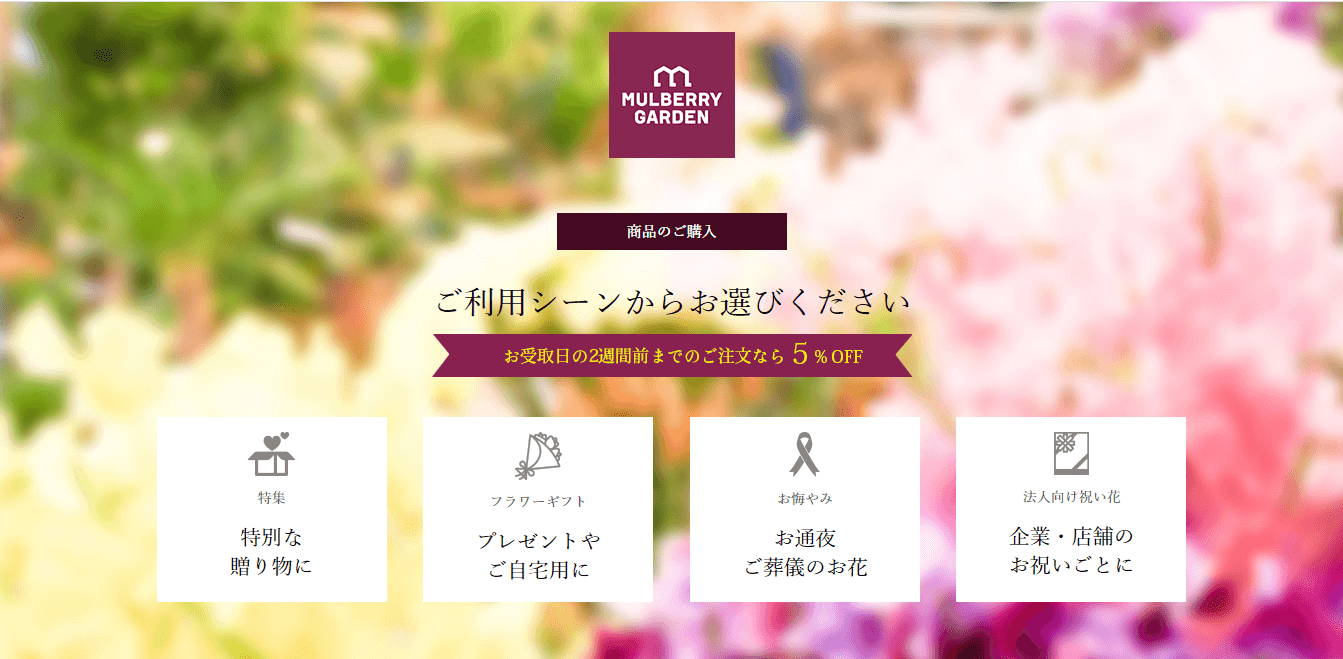 MULBERRY
GARDEN
商品のご購入
ご利用シーンからお選びください
お受取日の2週間前までのご注文なら 5 % OFF
特集
特別な
贈り物に
フラワーギフト
プレゼントや
ご自宅用に
お悔やみ
お通夜
ご葬儀のお花
法人向け祝い花
企業・店舗の
お祝いごとに